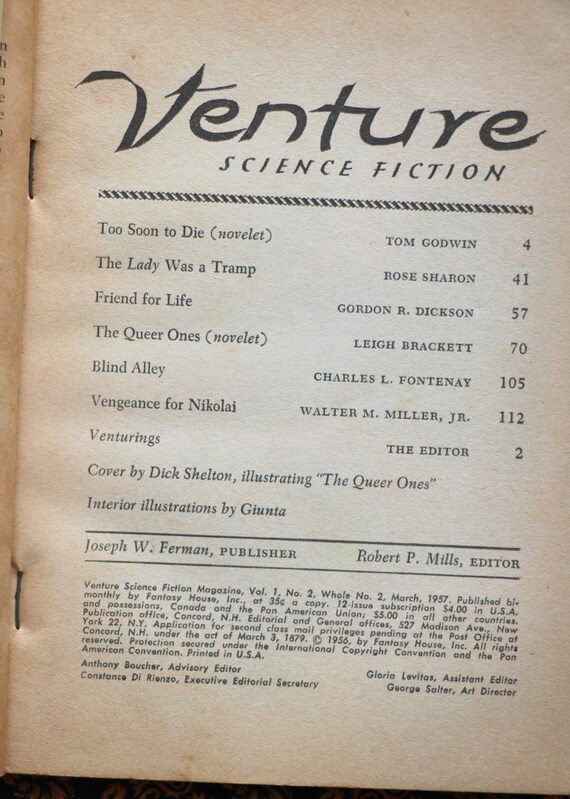 Venture
SCIENCE FICTION
Too Soon to Die (novelet) TOM GODWIN 4
The Lady Was a Tramp ROSE SHARON 41
Friend for Life GORDON R. DICKSON 57
The Queer Ones (novelet) LEIGH BRACKETT 70
Blind Alley CHARLES L. FONTENAY 105
Vengeance for Nikolai WALTER M. MILLER, JR. 112
Venturings THE EDITOR 2
Cover by Dick Shelton, illustrating "The Queer Ones"
Interior illustrations by Giunta
Joseph W. Ferman, PUBLISHER Robert P. Mills, EDITOR
Venture Science Fiction Magazine, Vol. 1, No. 2, Whole No. 2, March, 1957. Published bi-
monthly by Fantasy House, Inc., at 35¢ a copy. 12-issue subscription $4.00 in U.S.A.
and possessions, Canada and the Pan American Union; $5.00 in all other countries.
Publication office, Concord, N.H. Editorial and General offices, 527 Madison Ave., New
York 22, N.Y. Application for second class mail privileges pending at the Post Office at
Concord, N.H. under the act of March 3, 1879. © 1956, by Fantasy House, Inc. All rights
reserved. Protection secured under the International Copyright Convention and the Pan
American Convention. Printed in U.S.A.
Anthony Boucher, Advisory Editor Gloria Levitas, Assistant Editor
Constance Di Rienzo, Executive Editorial Secretary George Salter, Art Director